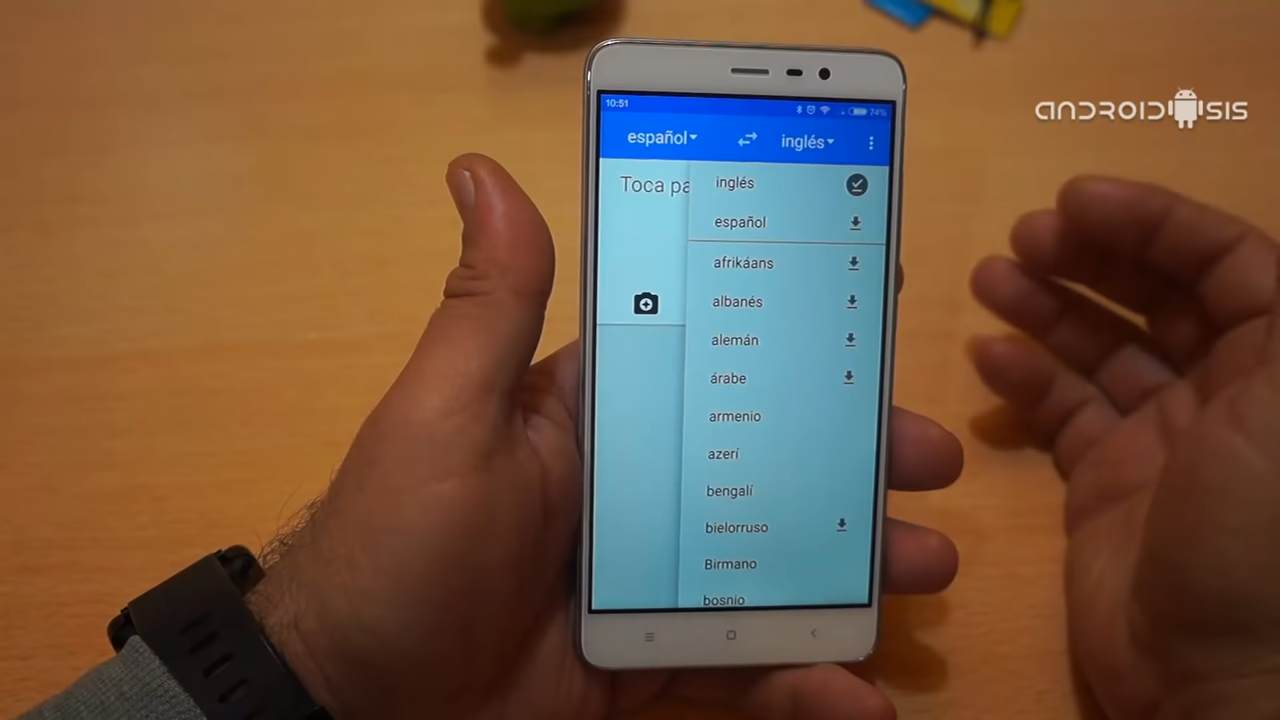 ANDROIDSIS
10:51
74%
español
inglés
Toca pa
inglés
español
afrikáans
albanés
alemán
árabe
armenio
azerí
bengalí
bielorruso
Birmano
bosnio